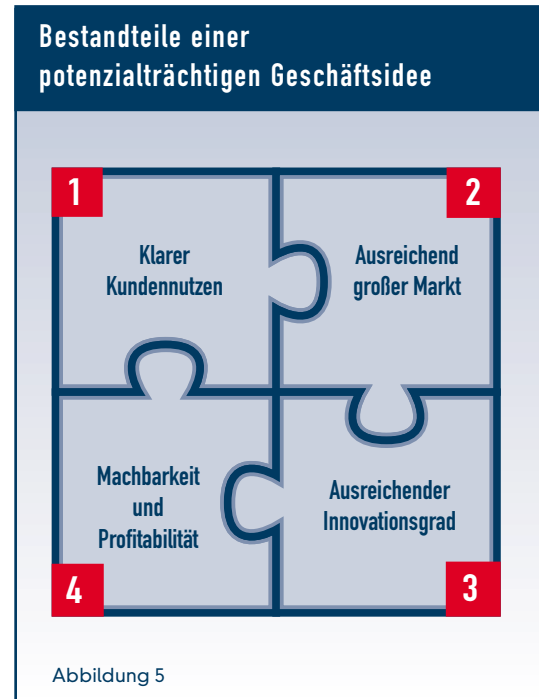 Bestandteile einer
potenzialträchtigen Geschäftsidee
1
Klarer
Kundennutzen
2
Ausreichend
großer Markt
3
Ausreichender
Innovationsgrad
4
Machbarkeit
und
Profitabilität
Abbildung 5